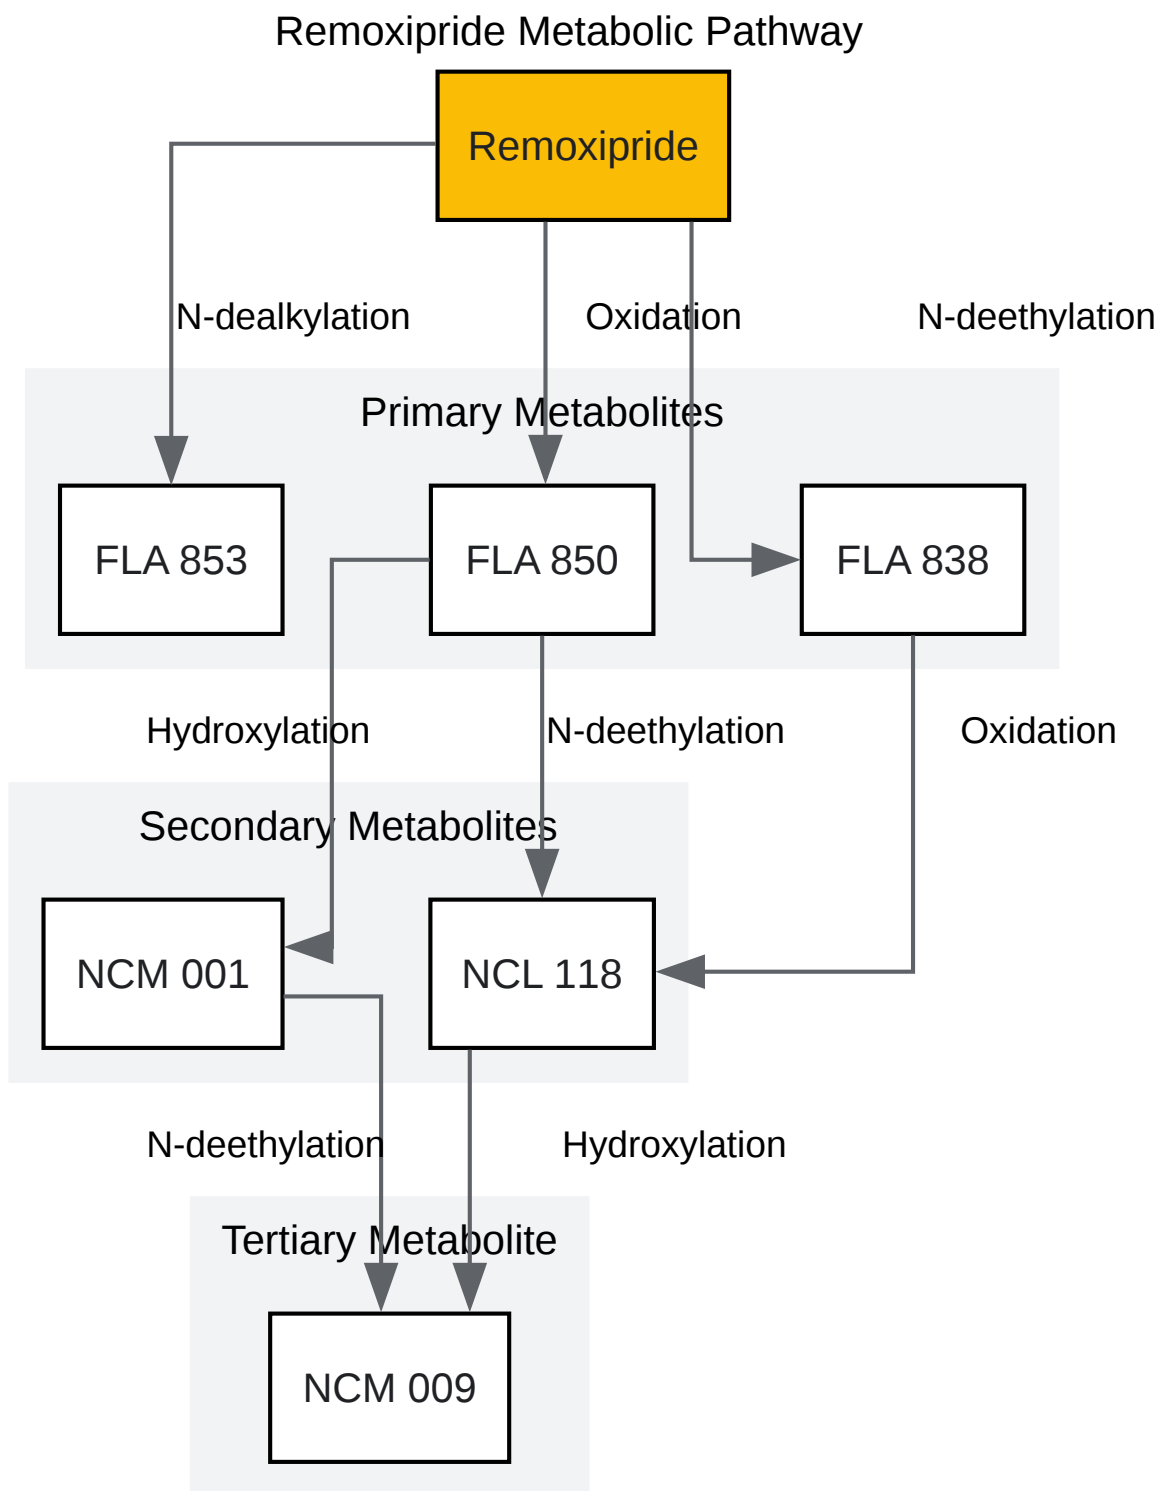 Remoxipride Metabolic Pathway
Remoxipride
N-dealkylation
Oxidation
N-deethylation
Primary Metabolites
FLA 853
FLA 850
FLA 838
Hydroxylation
N-deethylation
Oxidation
Secondary Metabolites
NCM 001
NCL 118
N-deethylation
Hydroxylation
Tertiary Metabolite
NCM 009